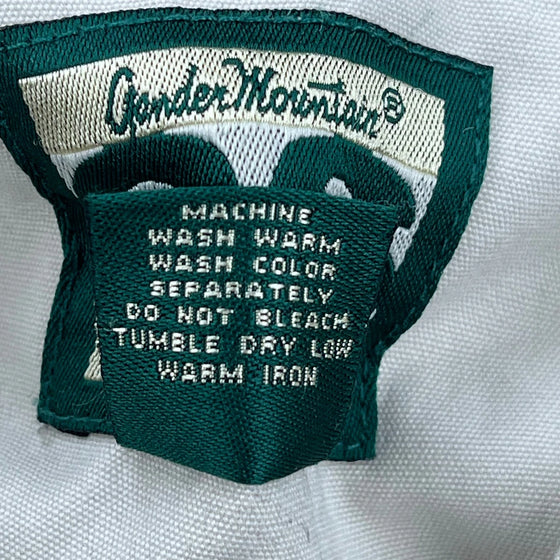 Gander Mountain®
MACHINE
WASH WARM
WASH COLOR
SEPARATELY
DO NOT BLEACH
TUMBLE DRY LOW
WARM IRON